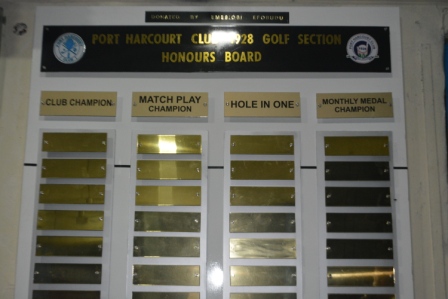 DONATED BY
PORT HARCOURT CLUB 1928 GOLF SECTION
HONOURS BOARD
CLUB CHAMPION
MATCH PLAY
CHAMPION
HOLE IN ONE
MONTHLY MEDAL
CHAMPION